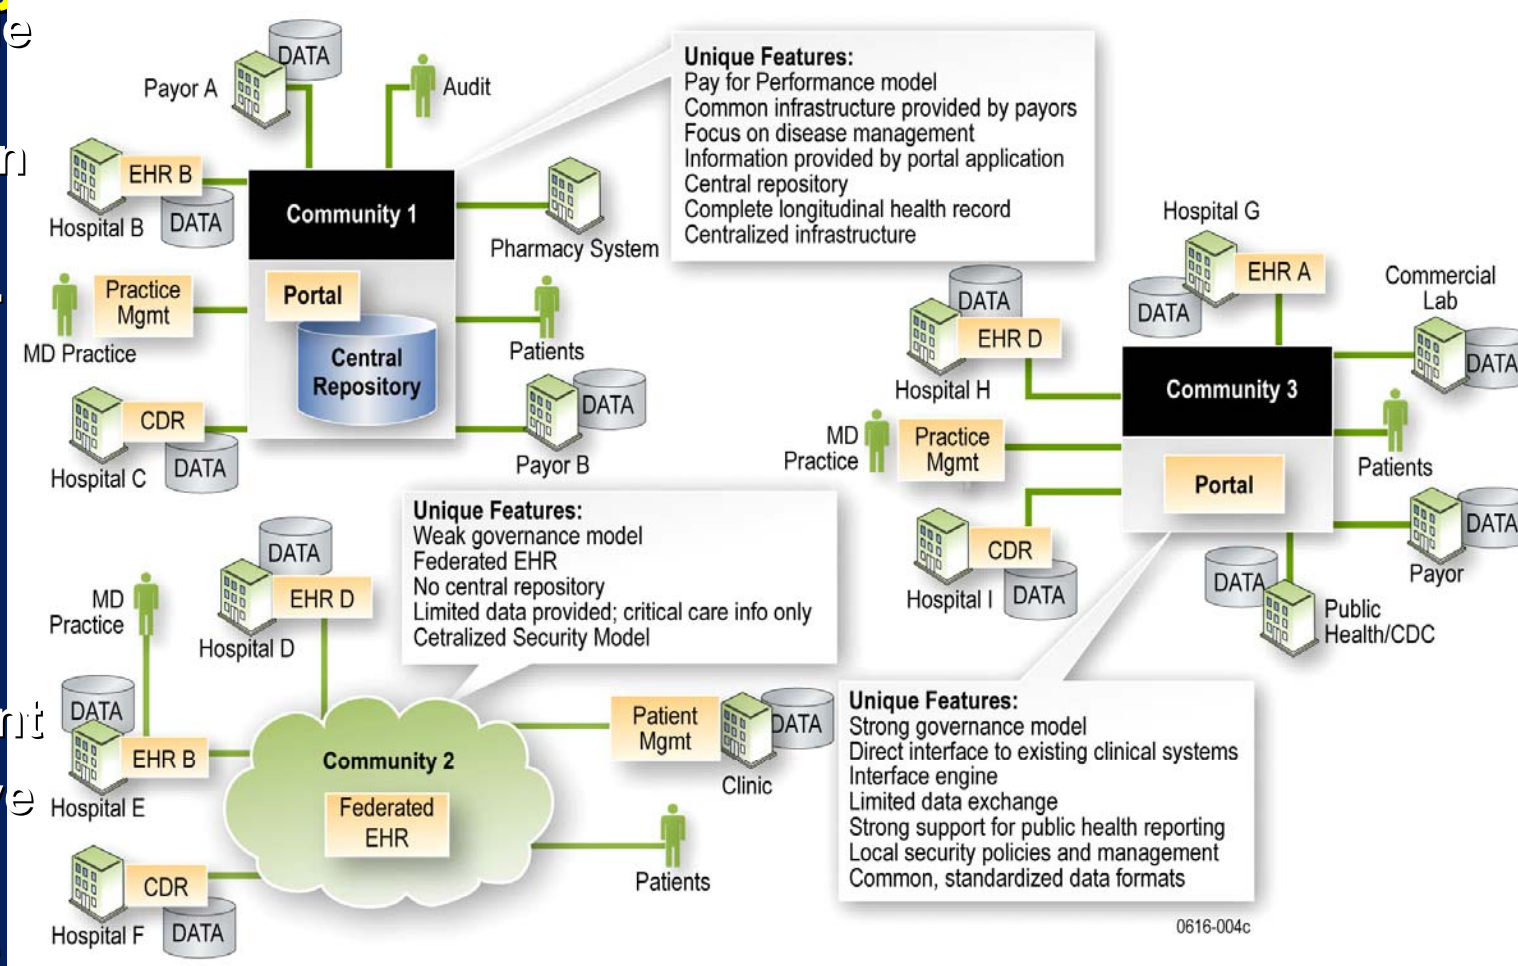 e
n
nt
e
DATA
Payor A
Audit
EHR B
DATA
Hospital B
Community 1
Pharmacy System
Practice
Mgmt
MD Practice
Portal
Central
Repository
Patients
CDR
DATA
Hospital C
DATA
Payor B
Unique Features:
Pay for Performance model
Common infrastructure provided by payors
Focus on disease management
Information provided by portal application
Central repository
Complete longitudinal health record
Centralized infrastructure
Hospital G
EHR A
DATA
Commercial
Lab
DATA
DATA
EHR D
Hospital H
Community 3
MD
Practice
Practice
Mgmt
Patients
Portal
CDR
DATA
Hospital I
DATA
Payor
DATA
Public
Health/CDC
Unique Features:
Weak governance model
Federated EHR
No central repository
Limited data provided; critical care info only
Cetralized Security Model
DATA
EHR D
Hospital D
MD
Practice
DATA
EHR B
Hospital E
Community 2
Federated
EHR
Patient
Mgmt
DATA
Clinic
Patients
CDR
DATA
Hospital F
Unique Features:
Strong governance model
Direct interface to existing clinical systems
Interface engine
Limited data exchange
Strong support for public health reporting
Local security policies and management
Common, standardized data formats
0616-004c